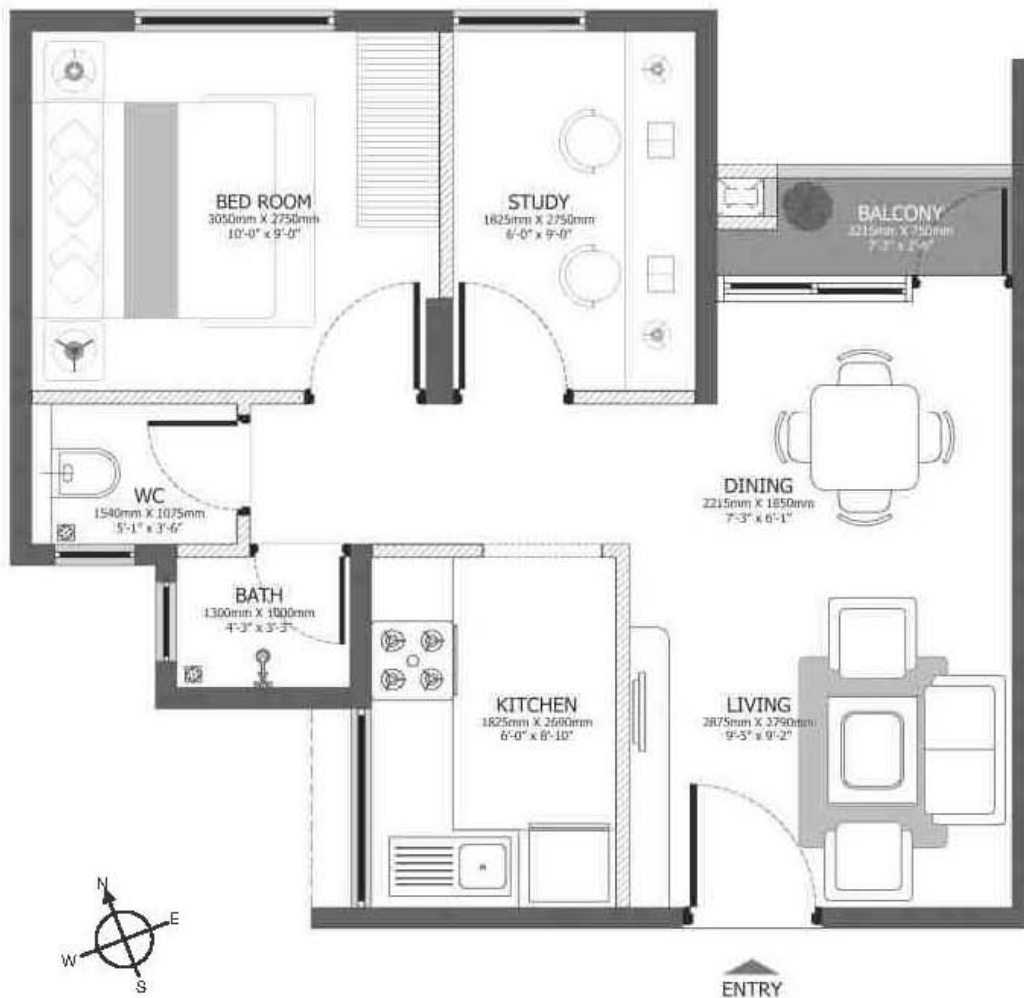 BED ROOM
3050mm X 2750mm
10'-0" x 9'-0"
STUDY
1825mm X 2750mm
6'-0" x 9'-0"
BALCONY
2215mm X 750mm
7'-3" x 2'-6"
WC
1540mm X 1075mm
5'-1" x 3'-6"
DINING
2215mm X 1850mm
7'-3" x 6'-1"
BATH
1300mm X 1000mm
4'-3" x 3'-3"
KITCHEN
1825mm X 2690mm
6'-0" x 8'-10"
LIVING
2875mm X 2790mm
9'-5" x 9'-2"
N
E
W
S
ENTRY